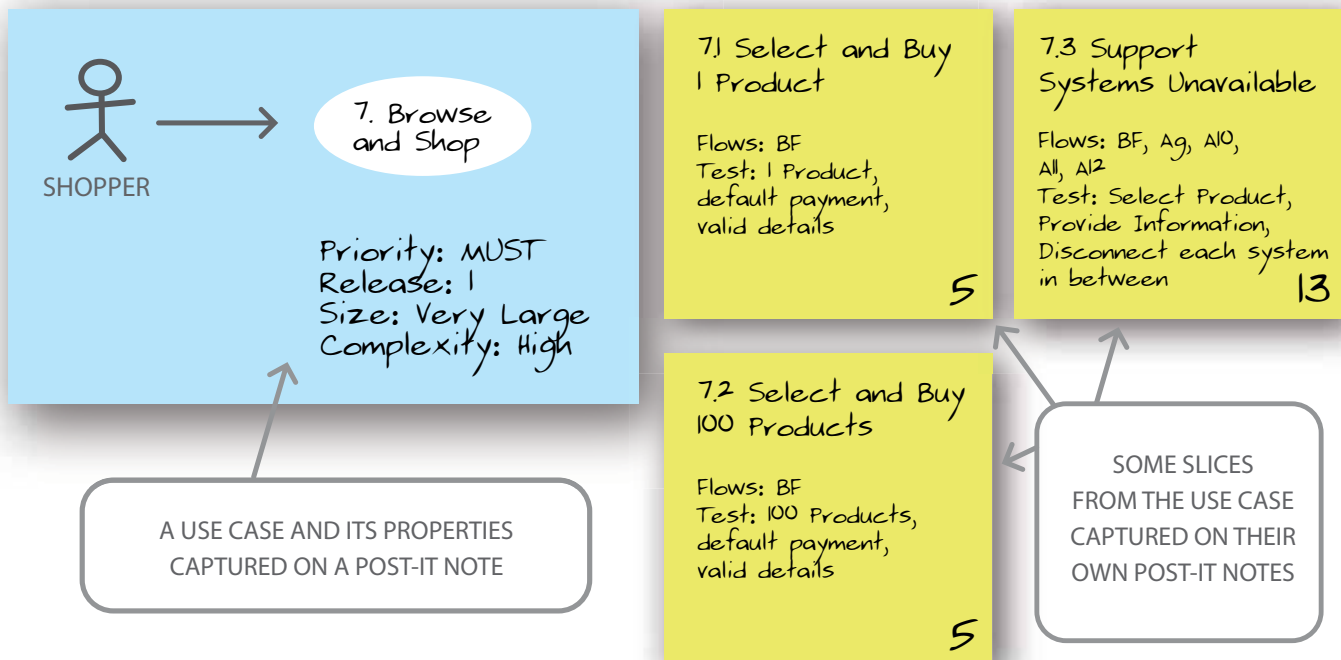 SHOPPER
7. Browse
and Shop
Priority: MUST
Release: 1
Size: Very Large
Complexity: High
A USE CASE AND ITS PROPERTIES
CAPTURED ON A POST-IT NOTE
7.1 Select and Buy
1 Product
Flows: BF
Test: 1 Product,
default payment,
valid details
5
7.2 Select and Buy
100 Products
Flows: BF
Test: 100 Products,
default payment,
valid details
5
7.3 Support
Systems Unavailable
Flows: BF, A9, A10,
A11, A12
Test: Select Product,
Provide Information,
Disconnect each system
in between
13
SOME SLICES
FROM THE USE CASE
CAPTURED ON THEIR
OWN POST-IT NOTES